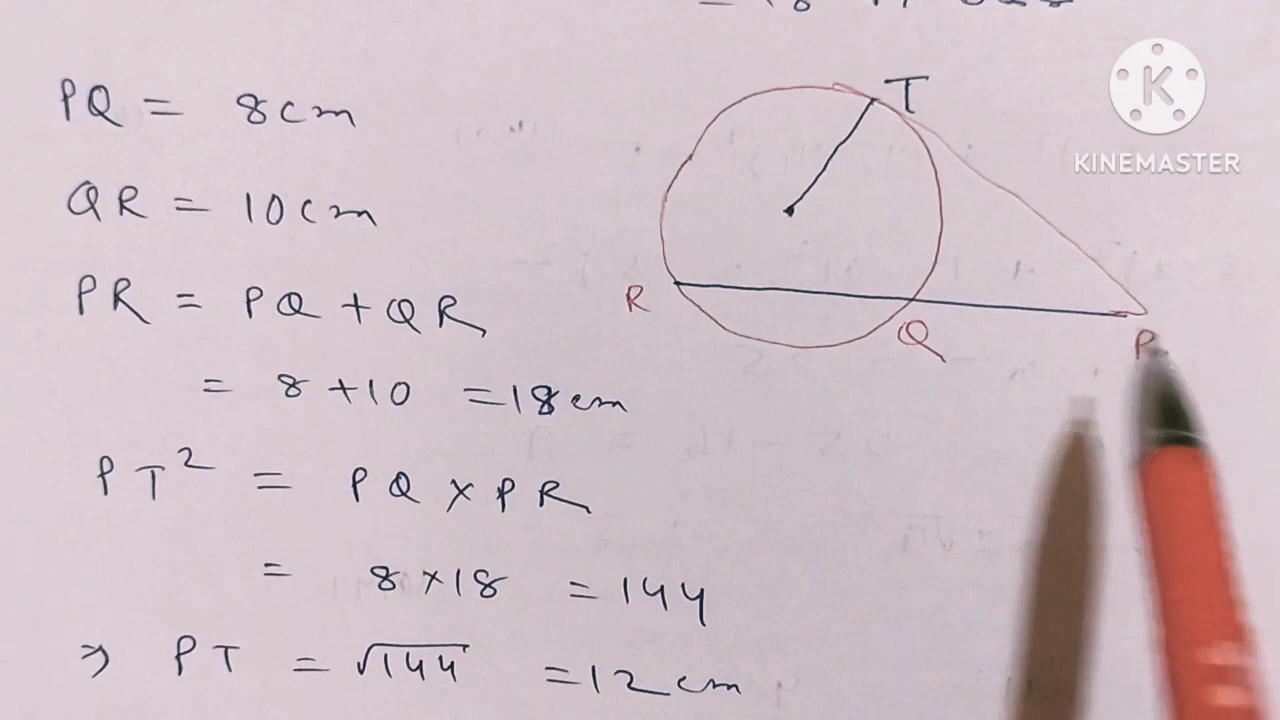 PQ = 8cm
QR = 10cm
PR = PQ + QR
= 8 + 10 = 18cm
PT² = PQ × PR
= 8 × 18 = 144
⇒ PT = √144 = 12cm
T
R
Q
P
K
KINEMASTER